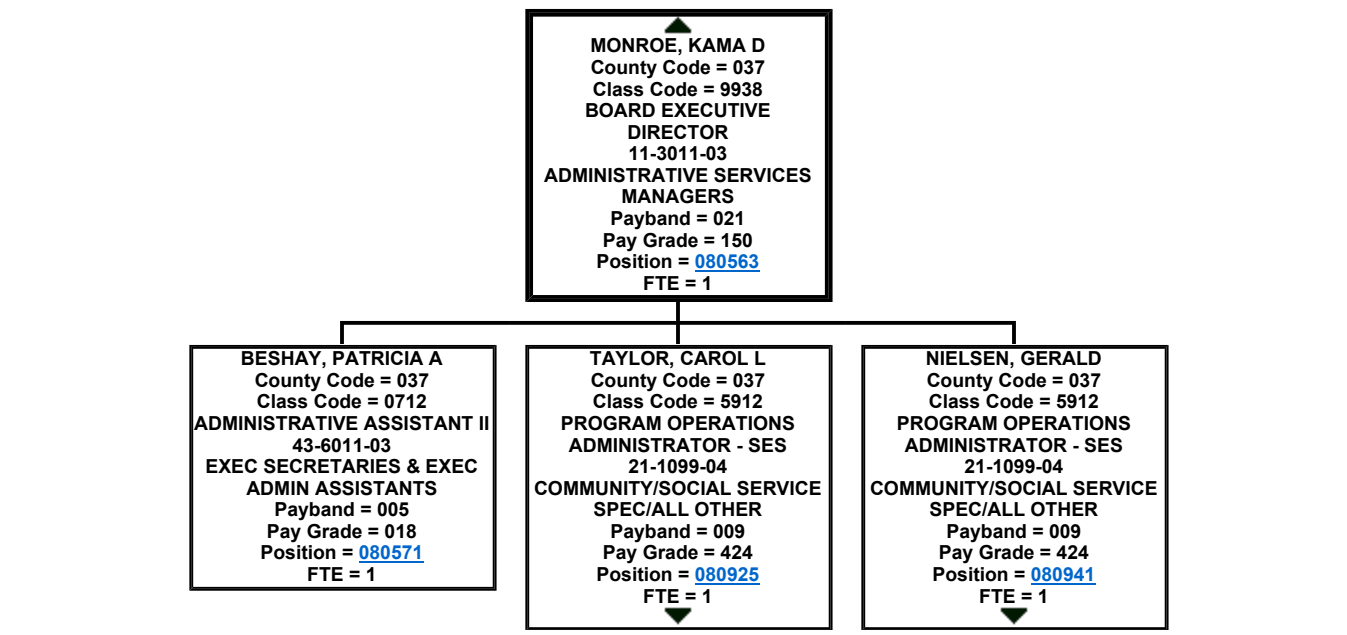 MONROE, KAMA D
County Code = 037
Class Code = 9938
BOARD EXECUTIVE
DIRECTOR
11-3011-03
ADMINISTRATIVE SERVICES
MANAGERS
Payband = 021
Pay Grade = 150
Position = 080563
FTE = 1
BESHAY, PATRICIA A
County Code = 037
Class Code = 0712
ADMINISTRATIVE ASSISTANT II
43-6011-03
EXEC SECRETARIES & EXEC
ADMIN ASSISTANTS
Payband = 005
Pay Grade = 018
Position = 080571
FTE = 1
TAYLOR, CAROL L
County Code = 037
Class Code = 5912
PROGRAM OPERATIONS
ADMINISTRATOR - SES
21-1099-04
COMMUNITY/SOCIAL SERVICE
SPEC/ALL OTHER
Payband = 009
Pay Grade = 424
Position = 080925
FTE = 1
NIELSEN, GERALD
County Code = 037
Class Code = 5912
PROGRAM OPERATIONS
ADMINISTRATOR - SES
21-1099-04
COMMUNITY/SOCIAL SERVICE
SPEC/ALL OTHER
Payband = 009
Pay Grade = 424
Position = 080941
FTE = 1